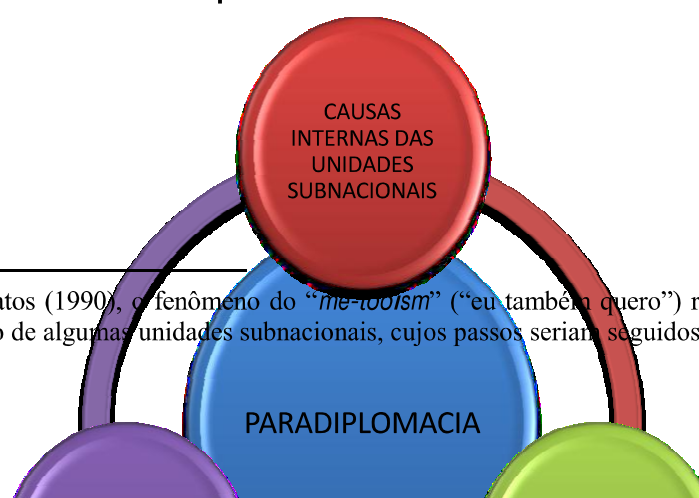 CAUSAS
INTERNAS DAS
UNIDADES
SUBNACIONAIS
atos (1990), o fenômeno do “me-tooism” (“eu também quero”) r
o de algumas unidades subnacionais, cujos passos seriam seguidos
PARADIPLOMACIA